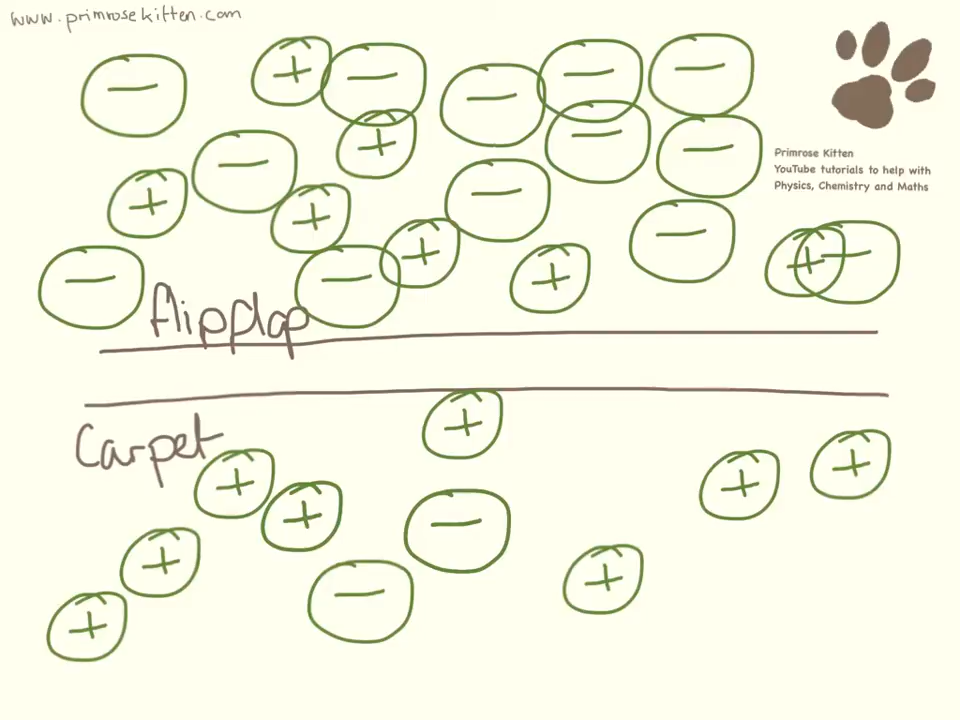 www.primrosekitten.com
Primrose Kitten
YouTube tutorials to help with
Physics, Chemistry and Maths
flipflop
Carpet